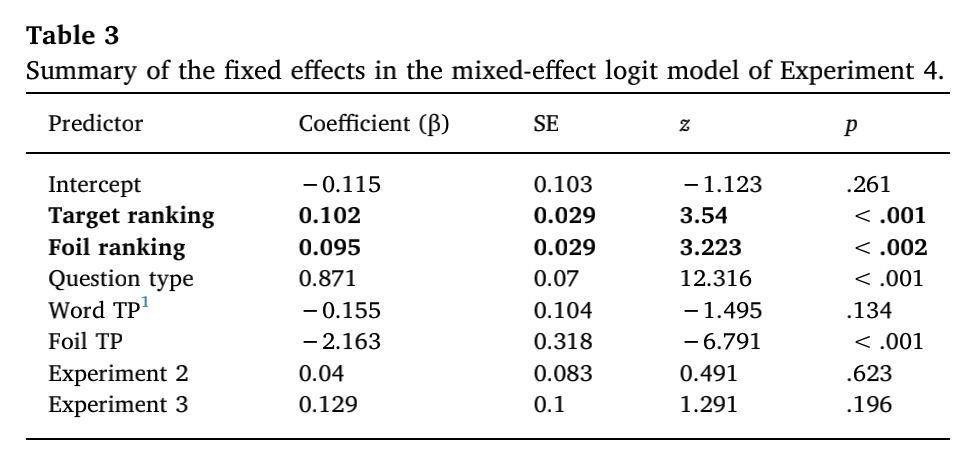 Table 3
Summary of the fixed effects in the mixed-effect logit model of Experiment 4.
Predictor Coefficient (β) SE z p
Intercept −0.115 0.103 −1.123 .261
Target ranking 0.102 0.029 3.54 < .001
Foil ranking 0.095 0.029 3.223 < .002
Question type 0.871 0.07 12.316 < .001
Word TP1 −0.155 0.104 −1.495 .134
Foil TP −2.163 0.318 −6.791 < .001
Experiment 2 0.04 0.083 0.491 .623
Experiment 3 0.129 0.1 1.291 .196